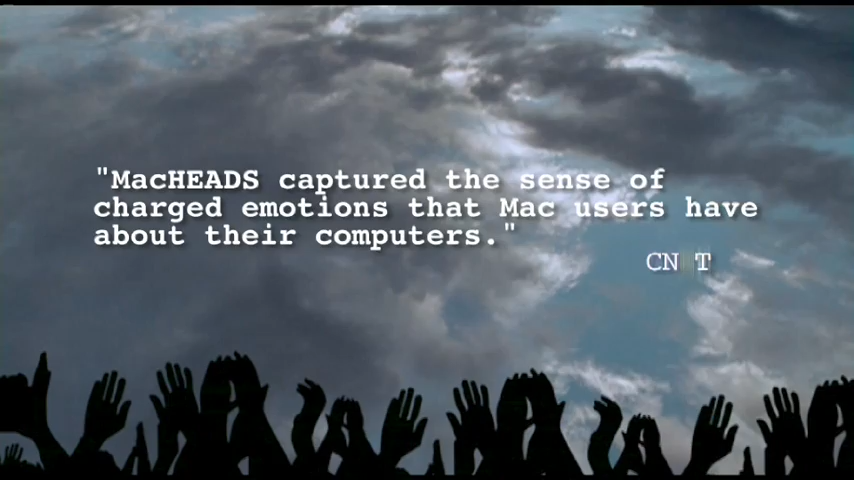 "MacHEADS captured the sense of
charged emotions that Mac users have
about their computers."